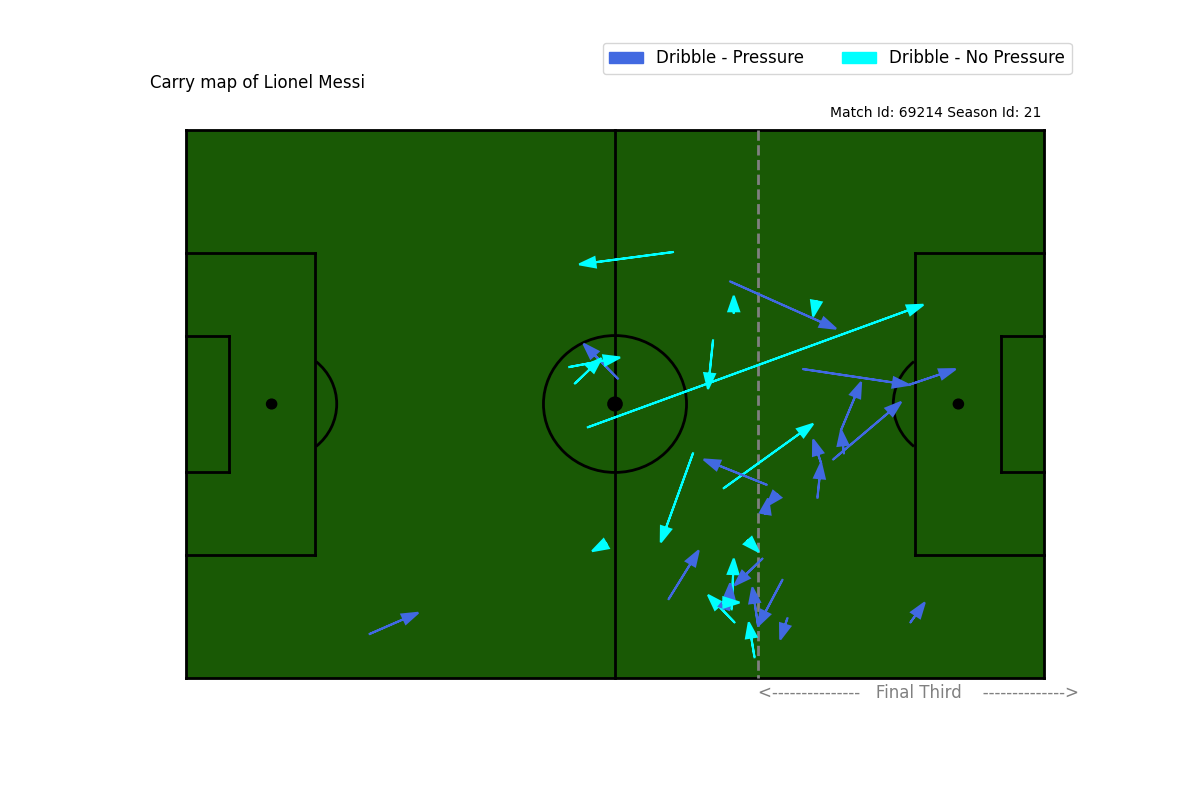 Dribble - Pressure
Dribble - No Pressure
Carry map of Lionel Messi
Match Id: 69214 Season Id: 21
<--------------- Final Third -------------->